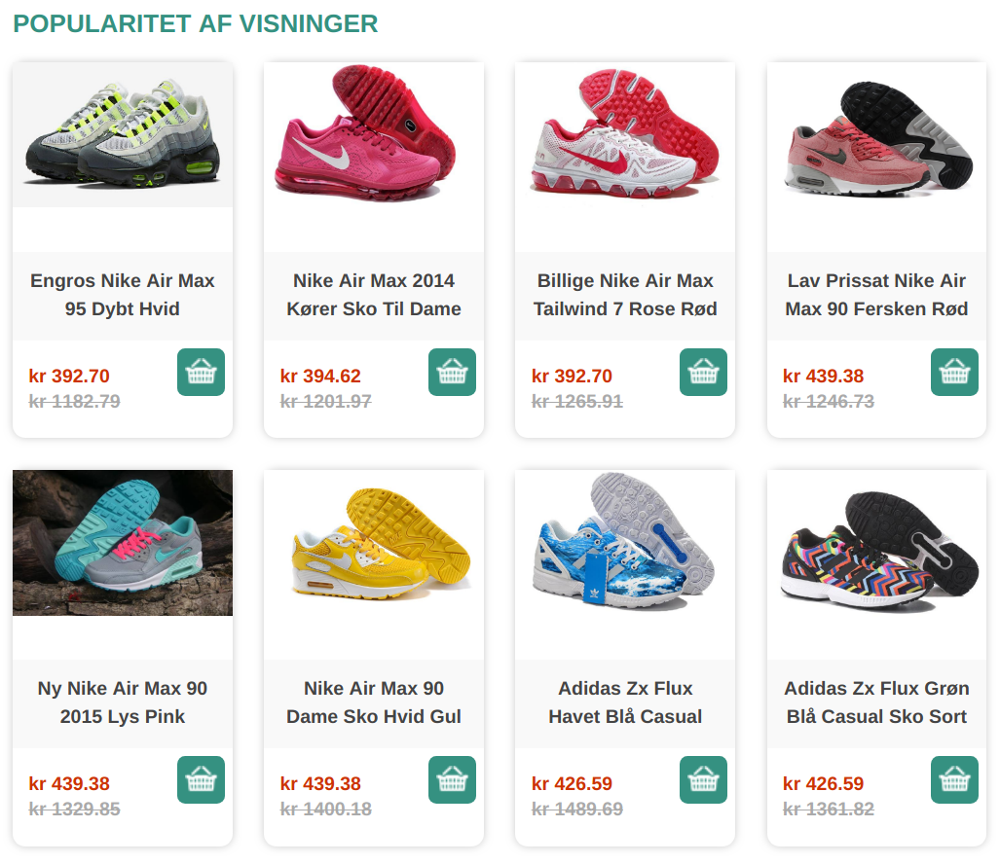 POPULARITET AF VISNINGER
Engros Nike Air Max
95 Dybt Hvid
kr 392.70
kr 1182.79
Nike Air Max 2014
Kører Sko Til Dame
kr 394.62
kr 1201.97
Billige Nike Air Max
Tailwind 7 Rose Rød
kr 392.70
kr 1265.91
Lav Prissat Nike Air
Max 90 Fersken Rød
kr 439.38
kr 1246.73
Ny Nike Air Max 90
2015 Lys Pink
kr 439.38
kr 1329.85
Nike Air Max 90
Dame Sko Hvid Gul
kr 439.38
kr 1400.18
Adidas Zx Flux
Havet Blå Casual
kr 426.59
kr 1489.69
Adidas Zx Flux Grøn
Blå Casual Sko Sort
kr 426.59
kr 1361.82